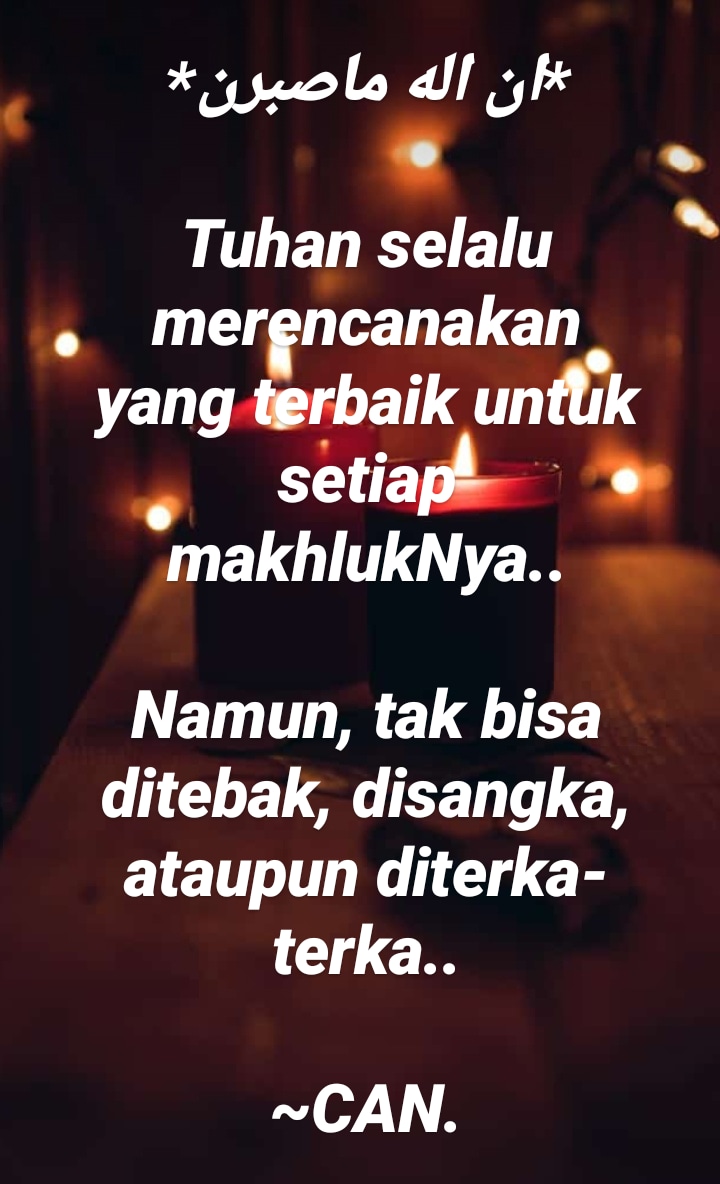 *ان اله ماصبرن*
Tuhan selalu
merencanakan
yang terbaik untuk
setiap
makhlukNya..
Namun, tak bisa
ditebak, disangka,
ataupun diterka-
terka..
~CAN.